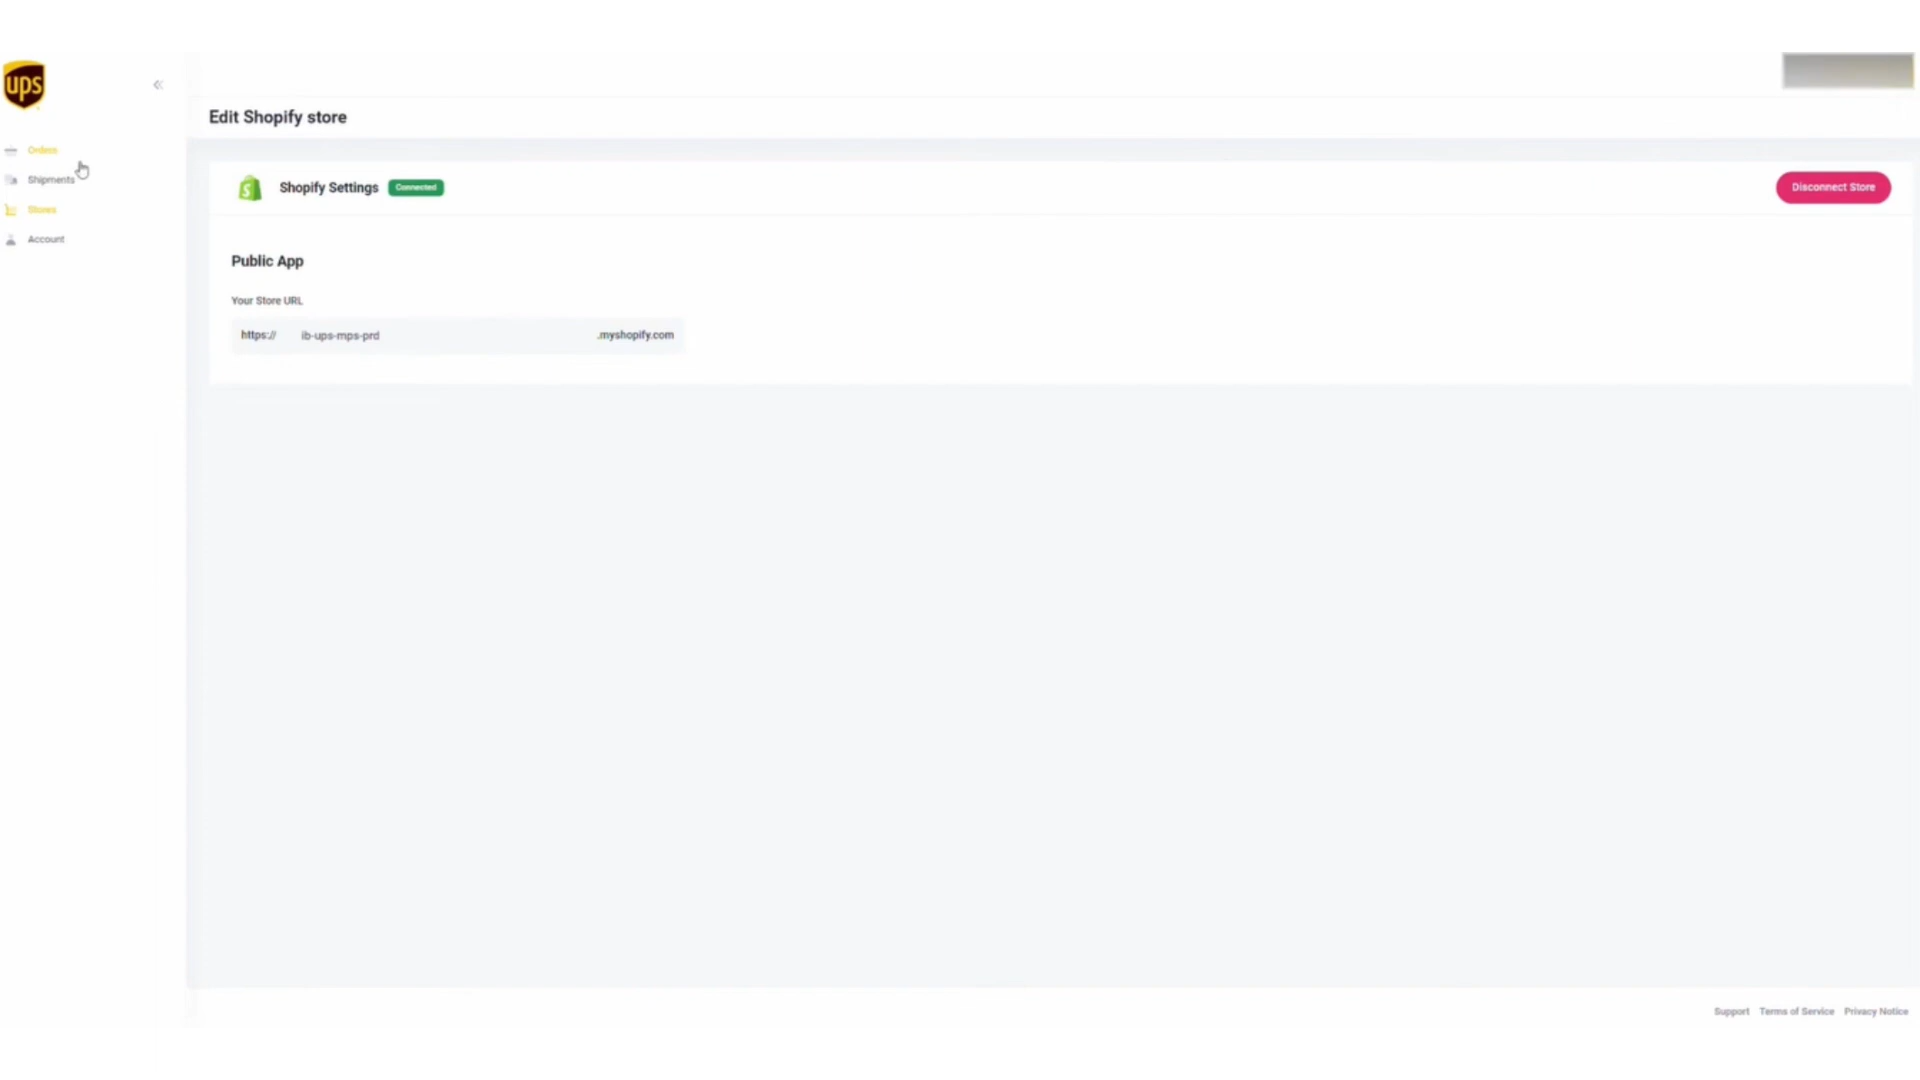 ups
Edit Shopify store
Orders
Shipments
Stores
Account
Shopify Settings Connected Disconnect Store
Public App
Your Store URL
https:// ib-ups-mps-prd .myshopify.com
Support Terms of Service Privacy Notice